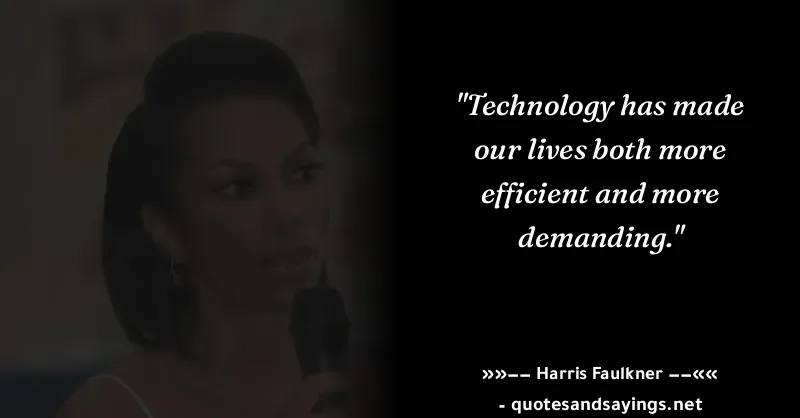 "Technology has made
our lives both more
efficient and more
demanding."
»»–– Harris Faulkner ––««
- quotesandsayings.net